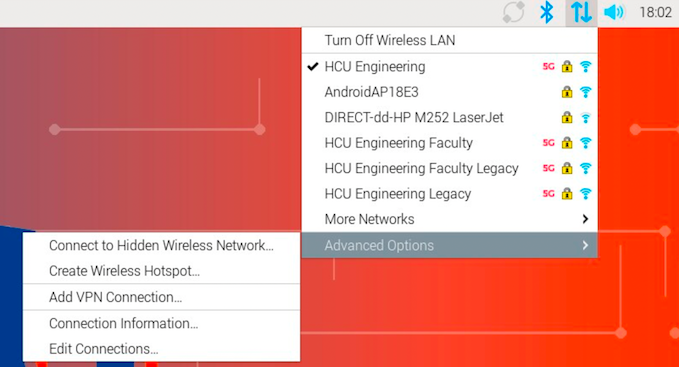 18:02
Turn Off Wireless LAN
HCU Engineering 5G
AndroidAP18E3
DIRECT-dd-HP M252 LaserJet
HCU Engineering Faculty 5G
HCU Engineering Faculty Legacy 5G
HCU Engineering Legacy 5G
More Networks
Advanced Options
Connect to Hidden Wireless Network...
Create Wireless Hotspot...
Add VPN Connection...
Connection Information...
Edit Connections...